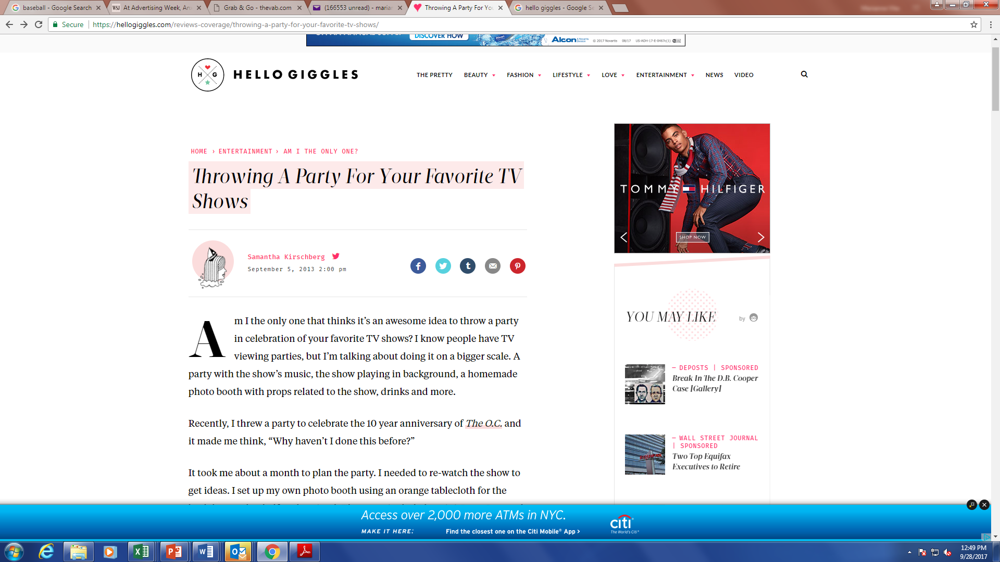 baseball - Google Search
At Advertising Week, An
Grab & Go - thevab.com
(166553 unread) - marian
Throwing A Party For You
hello giggles - Google Se
Secure
https://hellogiggles.com/reviews-coverage/throwing-a-party-for-your-favorite-tv-shows/
DISCOVER NOW
Alcon A Novartis Division
© 2017 Novartis 08/17 US-ADH-17-E-0467c(1)
H G
HELLO GIGGLES
THE PRETTY BEAUTY FASHION LIFESTYLE LOVE ENTERTAINMENT NEWS VIDEO
HOME › ENTERTAINMENT › AM I THE ONLY ONE?
Throwing A Party For Your Favorite TV
Shows
Samantha Kirschberg
September 5, 2013 2:00 pm
Am I the only one that thinks it’s an awesome idea to throw a party
in celebration of your favorite TV shows? I know people have TV
viewing parties, but I’m talking about doing it on a bigger scale. A
party with the show’s music, the show playing in background, a homemade
photo booth with props related to the show, drinks and more.
Recently, I threw a party to celebrate the 10 year anniversary of The O.C. and
it made me think, “Why haven’t I done this before?”
It took me about a month to plan the party. I needed to re-watch the show to
get ideas. I set up my own photo booth using an orange tablecloth for the
TOMMY HILFIGER
SHOP NOW
YOU MAY LIKE
by
— DEPOSTS | SPONSORED
Break In The D.B. Cooper
Case [Gallery]
EQUIFAX
— WALL STREET JOURNAL
| SPONSORED
Two Top Equifax
Executives to Retire
Access over 2,000 more ATMs in NYC.
MAKE IT HERE.
Find the closest one on the Citi Mobile® App >
citi®
The World's Citi®
12:49 PM
9/28/2017